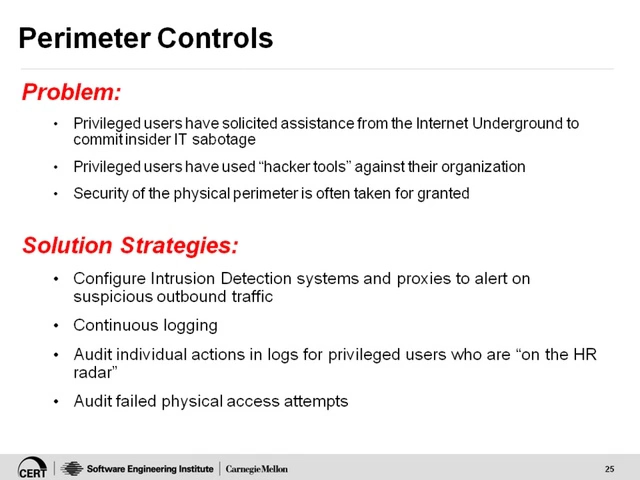 Perimeter Controls
Problem:
• Privileged users have solicited assistance from the Internet Underground to
commit insider IT sabotage
• Privileged users have used “hacker tools” against their organization
• Security of the physical perimeter is often taken for granted
Solution Strategies:
• Configure Intrusion Detection systems and proxies to alert on
suspicious outbound traffic
• Continuous logging
• Audit individual actions in logs for privileged users who are “on the HR
radar”
• Audit failed physical access attempts
CERT | Software Engineering Institute | CarnegieMellon 25